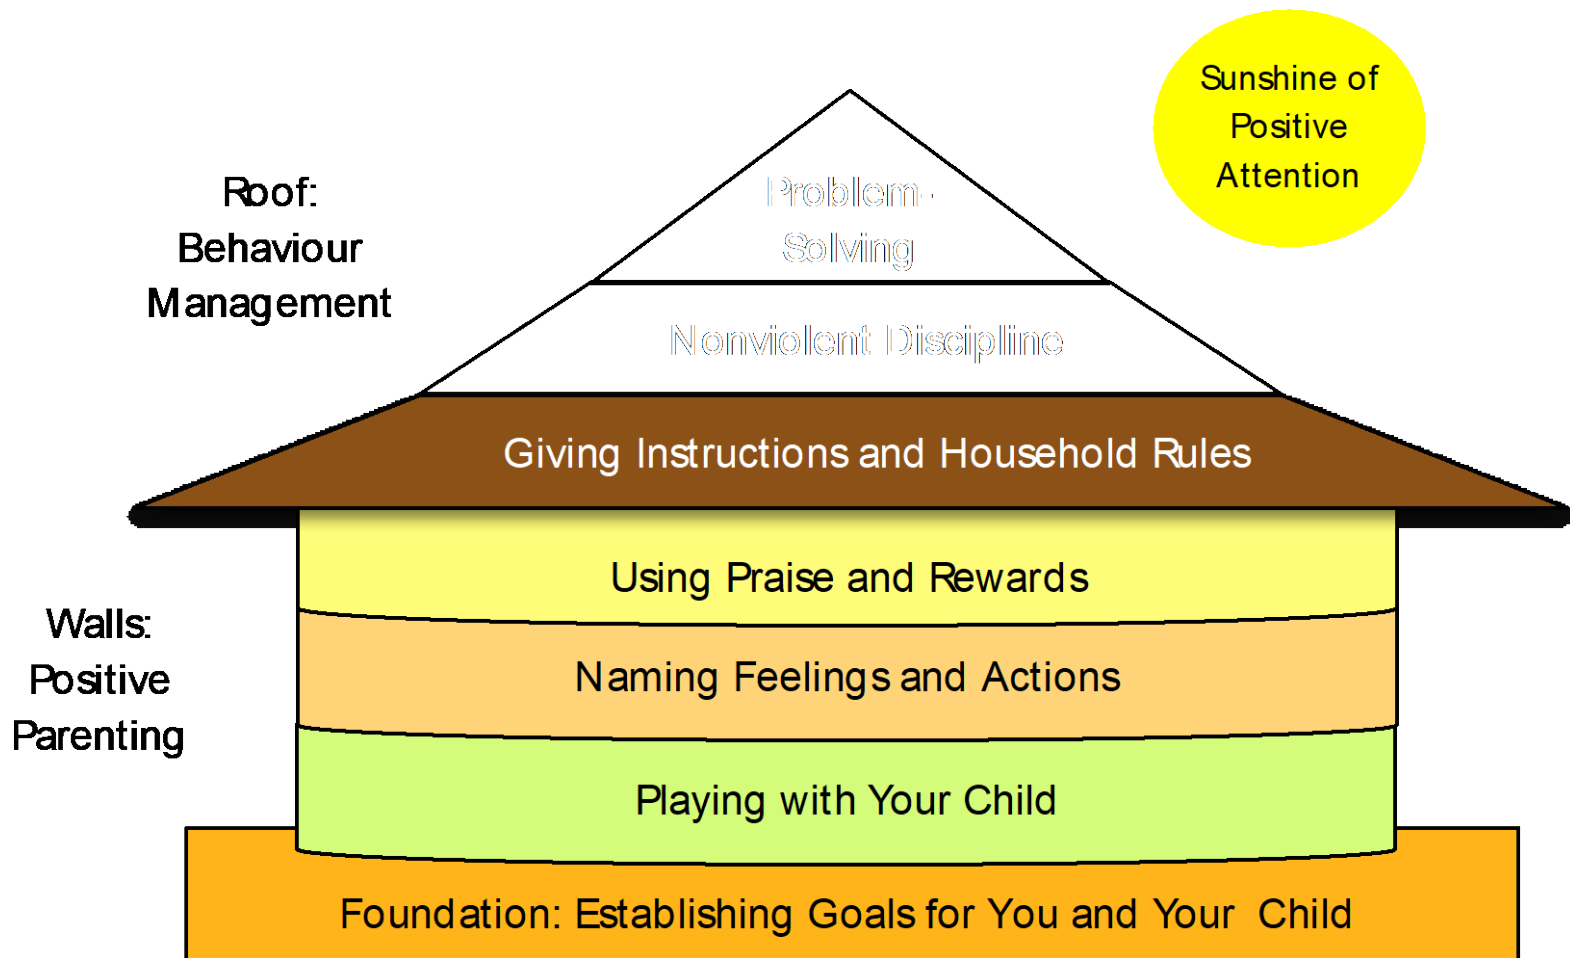 Sunshine of
Positive
Attention
Roof:
Behaviour
Management
Problem-
Solving
Nonviolent Discipline
Giving Instructions and Household Rules
Using Praise and Rewards
Walls:
Positive
Parenting
Naming Feelings and Actions
Playing with Your Child
Foundation: Establishing Goals for You and Your Child